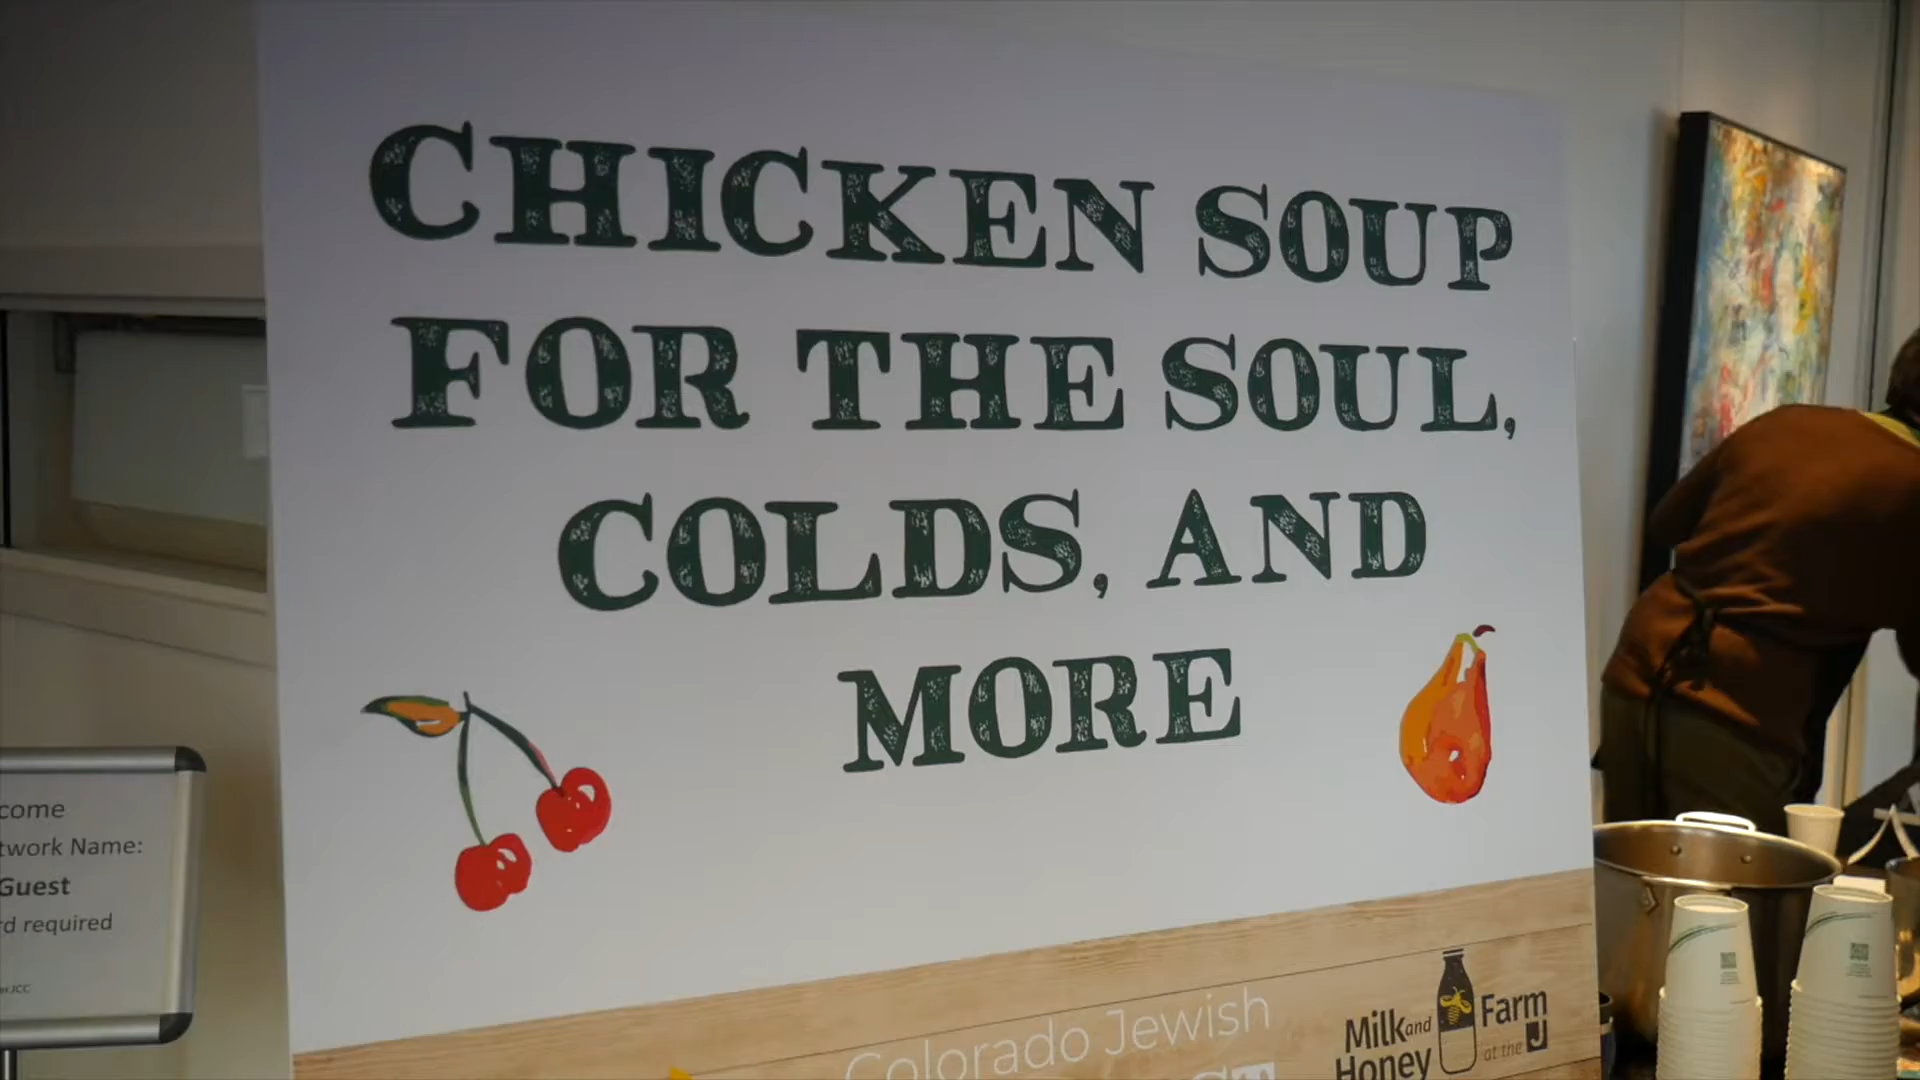 CHICKEN SOUP
FOR THE SOUL,
COLDS, AND
MORE
come
twork Name:
Guest
d required
JCC
Colorado Jewish
Milk and Honey Farm at the J